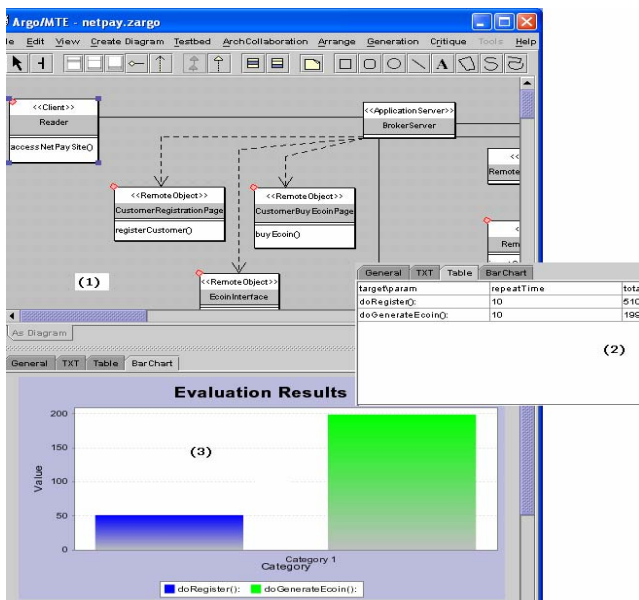 Argo/MTE - netpay.zargo
Edit View Create Diagram Testbed ArchCollaboration Arrange Generation Critique Tools Help
A
<<Client>>
Reader
access NetPay Site()
<<ApplicationServer>>
BrokerServer
<<RemoteObject>>
CustomerRegistrationPage
registerCustomer()
<<RemoteObject>>
CustomerBuyEcoinPage
buyEcoin()
<<RemoteObject>>
EcoinInterface
(1)
As Diagram
General TXT Table BarChart
target\param repeatTime
doRegister(): 10 510
doGenerateEcoin(): 10 199
(2)
General TXT Table BarChart
Evaluation Results
200
150
100
50
0
Value
(3)
Category 1
Category
doRegister(): doGenerateEcoin():